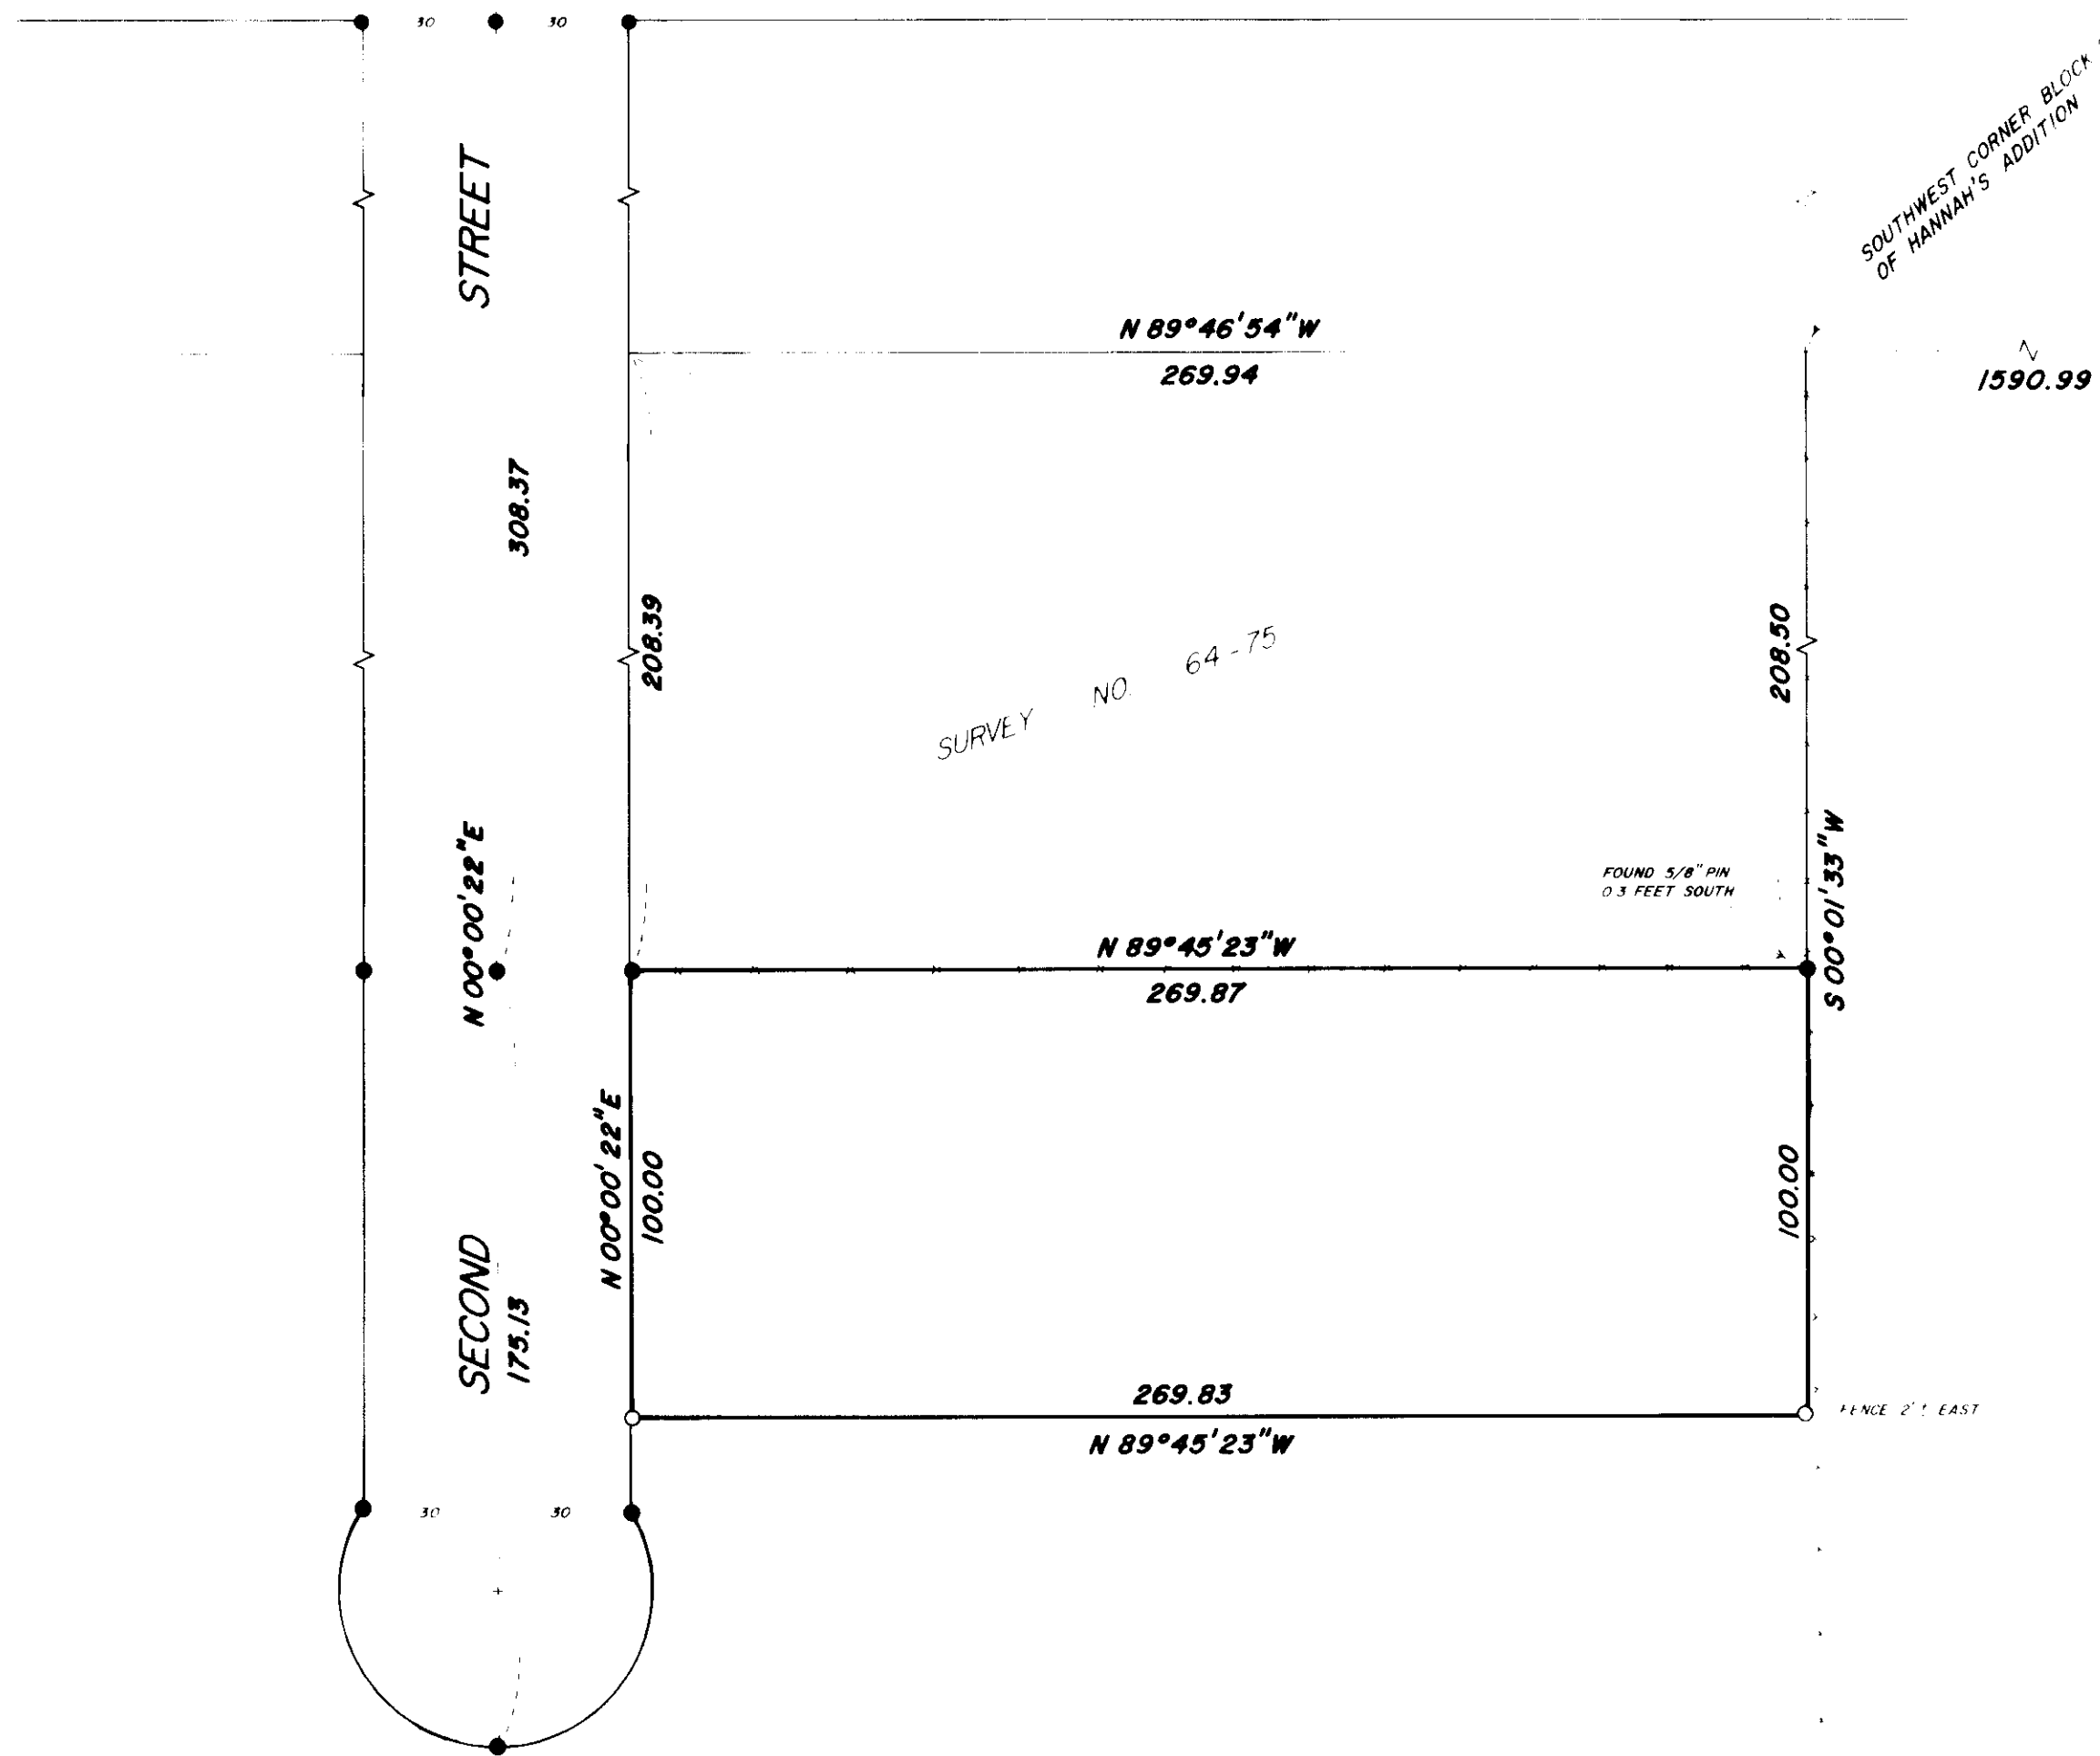 30
30
SOUTHWEST CORNER BLOCK
OF HANNAH'S ADDITION
STREET
N 89°46'54"W
269.94
1590.99
308.37
208.39
208.50
SURVEY NO. 64-75
N 00°00'22"E
S 00°01'33"W
FOUND 5/8" PIN
0.3 FEET SOUTH
N 89°45'23"W
269.87
N 00°00'22"E
100.00
100.00
SECOND
175.13
269.83
N 89°45'23"W
FENCE 2' EAST
30
30